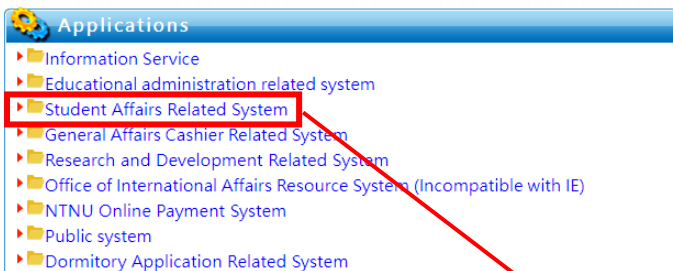 Applications
Information Service
Educational administration related system
Student Affairs Related System
General Affairs Cashier Related System
Research and Development Related System
Office of International Affairs Resource System (Incompatible with IE)
NTNU Online Payment System
Public system
Dormitory Application Related System